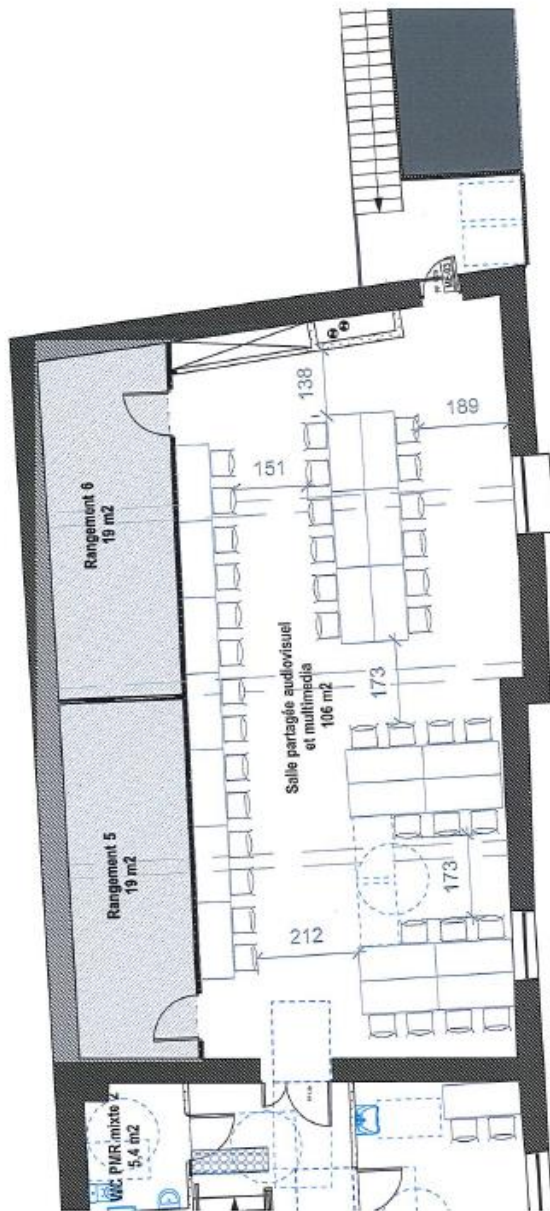 138
189
Rangement 6
19 m2
151
Salle partagée audiovisuel
et multimedia
106 m2
173
Rangement 5
19 m2
173
212
WC PMR mixte 2
5,4 m2